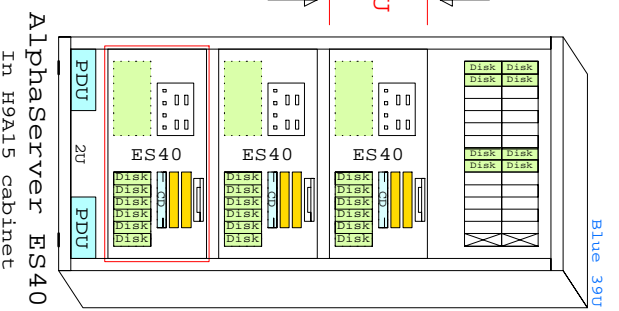 U
AlphaServer ES40
In H9A15 cabinet
PDU
2U
PDU
ES40
Disk
Disk
Disk
Disk
Disk
Disk
CD
ES40
Disk
Disk
Disk
Disk
Disk
Disk
CD
ES40
Disk
Disk
Disk
Disk
Disk
Disk
CD
Disk Disk
Disk Disk
Disk Disk
Disk Disk
Blue 39U